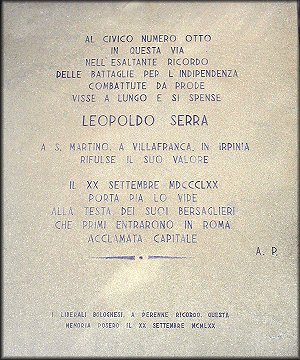 AL CIVICO NUMERO OTTO
IN QUESTA VIA
NELL'ESALTANTE RICORDO
DELLE BATTAGLIE PER L'INDIPENDENZA
COMBATTUTE DA PRODE
VISSE A LUNGO E SI SPENSE
LEOPOLDO SERRA
A S. MARTINO, A VILLAFRANCA, IN IRPINIA
RIFULSE IL SUO VALORE
IL XX SETTEMBRE MDCCCLXX
PORTA PIA LO VIDE
ALLA TESTA DEI SUOI BERSAGLIERI
CHE PRIMI ENTRARONO IN ROMA
ACCLAMATA CAPITALE
A. P.
I LIBERALI BOLOGNESI, A PERENNE RICORDO, QUESTA
MEMORIA POSERO IL XX SETTEMBRE MCMLXX